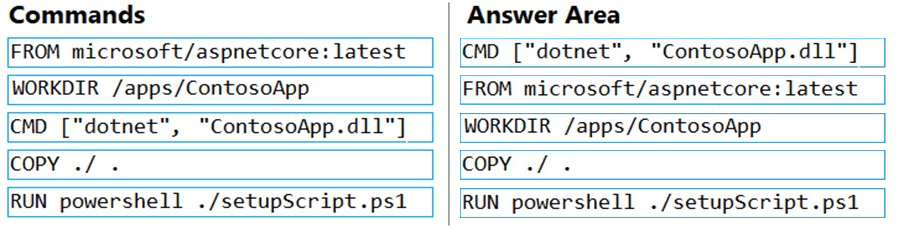 Commands
FROM microsoft/aspnetcore:latest
WORKDIR /apps/ContosoApp
CMD ["dotnet", "ContosoApp.dll"]
COPY ./ .
RUN powershell ./setupScript.ps1
Answer Area
CMD ["dotnet", "ContosoApp.dll"]
FROM microsoft/aspnetcore:latest
WORKDIR /apps/ContosoApp
COPY ./ .
RUN powershell ./setupScript.ps1